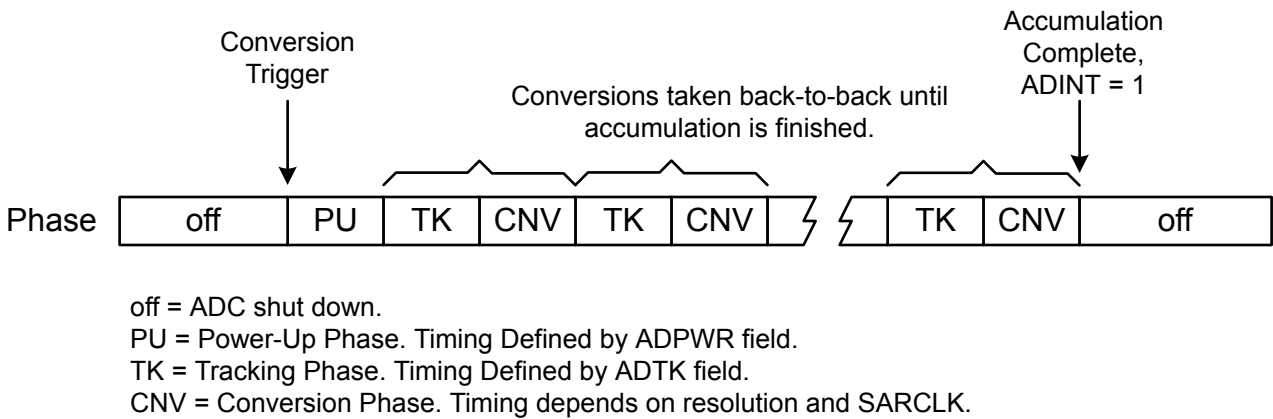 Conversion
Trigger
Accumulation
Complete,
ADINT = 1
Conversions taken back-to-back until
accumulation is finished.
Phase off PU TK CNV TK CNV TK CNV off
off = ADC shut down.
PU = Power-Up Phase. Timing Defined by ADPWR field.
TK = Tracking Phase. Timing Defined by ADTK field.
CNV = Conversion Phase. Timing depends on resolution and SARCLK.